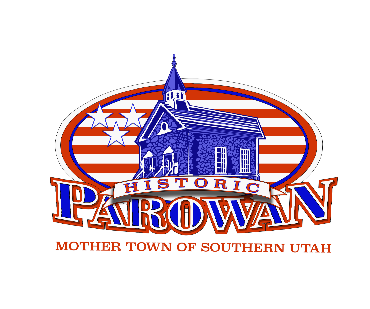 HISTORIC
PAROWAN
MOTHER TOWN OF SOUTHERN UTAH